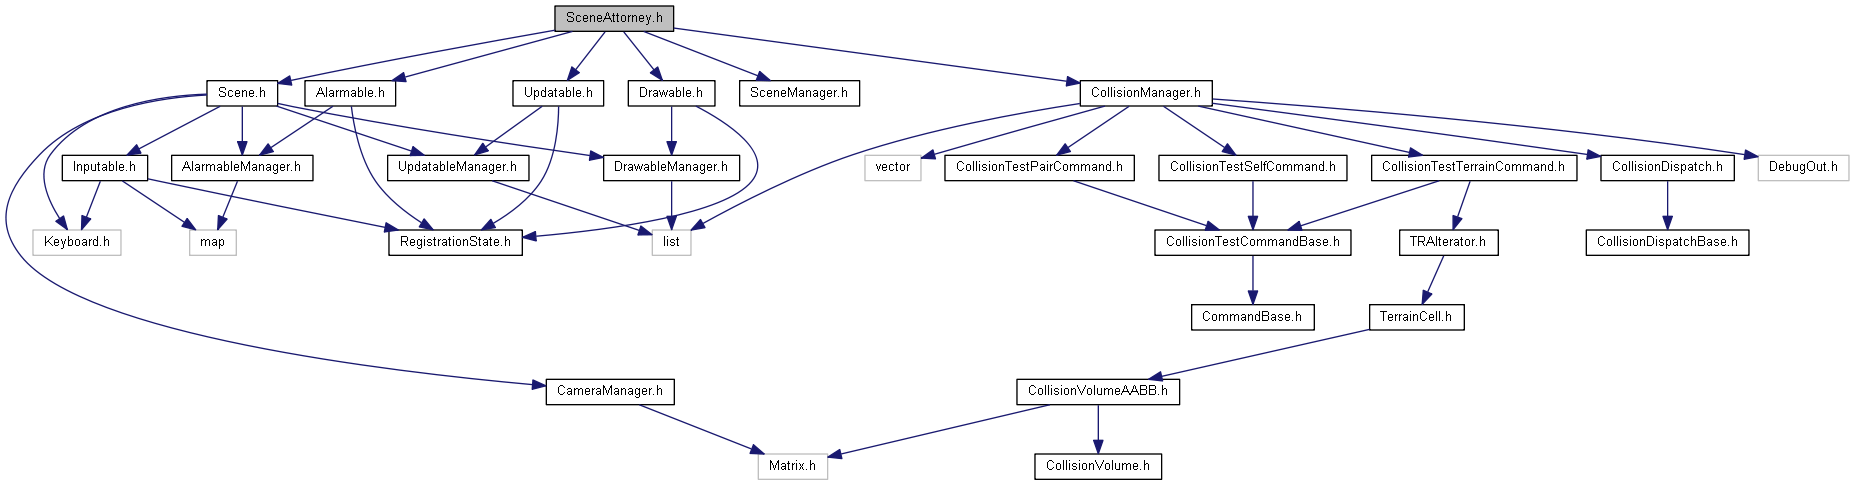 SceneAttorney.h
Scene.h
Alarmable.h
Updatable.h
Drawable.h
SceneManager.h
CollisionManager.h
Inputable.h
AlarmableManager.h
UpdatableManager.h
DrawableManager.h
vector
CollisionTestPairCommand.h
CollisionTestSelfCommand.h
CollisionTestTerrainCommand.h
CollisionDispatch.h
DebugOut.h
Keyboard.h
map
RegistrationState.h
list
CollisionTestCommandBase.h
TRAIterator.h
CollisionDispatchBase.h
CommandBase.h
TerrainCell.h
CameraManager.h
CollisionVolumeAABB.h
Matrix.h
CollisionVolume.h